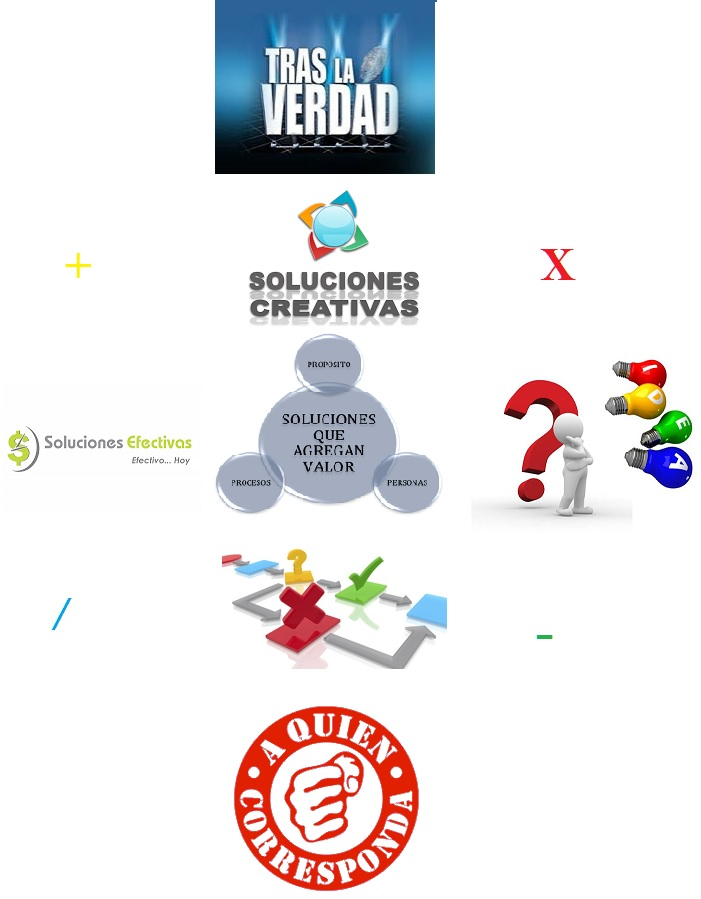 TRAS LA
VERDAD
+
X
SOLUCIONES
CREATIVAS
PROPOSITO
SOLUCIONES
QUE
AGREGAN
VALOR
PROCESOS
PERSONAS
$ Soluciones Efectivas
Efectivo... Hoy
?
I
D
E
A
?
/
-
A QUIEN
CORRESPONDA